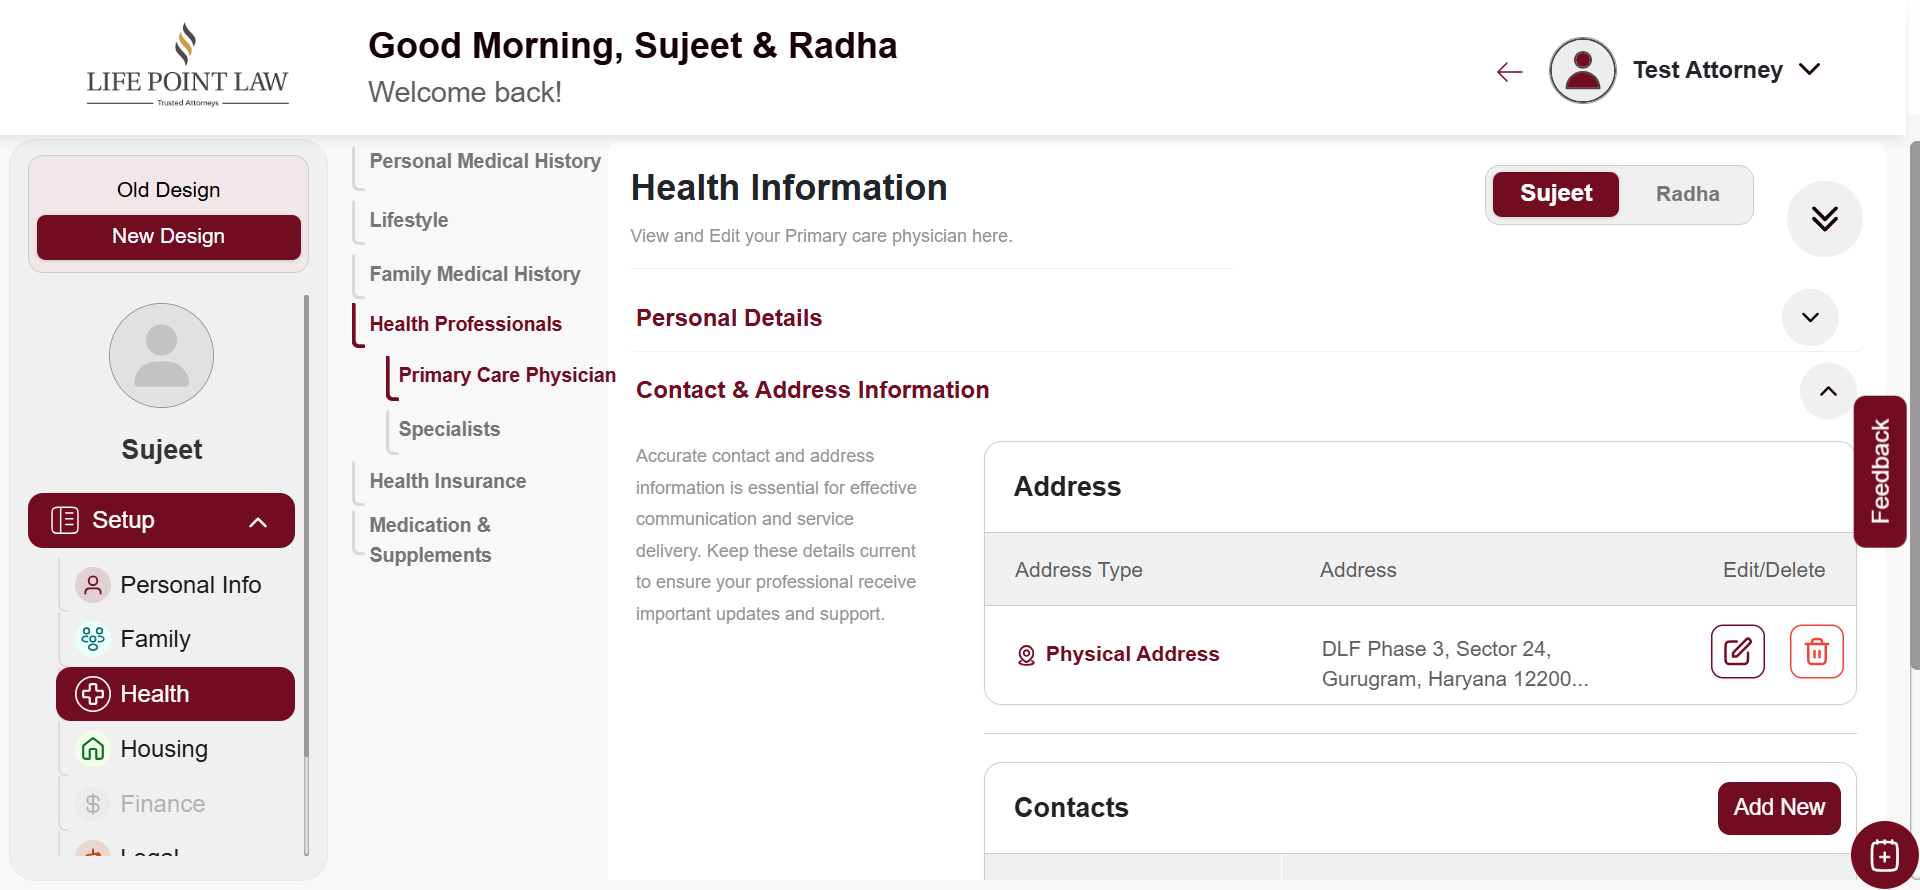 LIFE POINT LAW
Trusted Attorneys
Good Morning, Sujeet & Radha
Welcome back!
Test Attorney
Old Design
New Design
Sujeet
Setup
Personal Info
Family
Health
Housing
Finance
Legal
Personal Medical History
Lifestyle
Family Medical History
Health Professionals
Primary Care Physician
Specialists
Health Insurance
Medication &
Supplements
Health Information
View and Edit your Primary care physician here.
Sujeet
Radha
Personal Details
Contact & Address Information
Accurate contact and address
information is essential for effective
communication and service
delivery. Keep these details current
to ensure your professional receive
important updates and support.
Address
Address Type
Address
Edit/Delete
Physical Address
DLF Phase 3, Sector 24,
Gurugram, Haryana 12200...
Contacts
Add New
Feedback